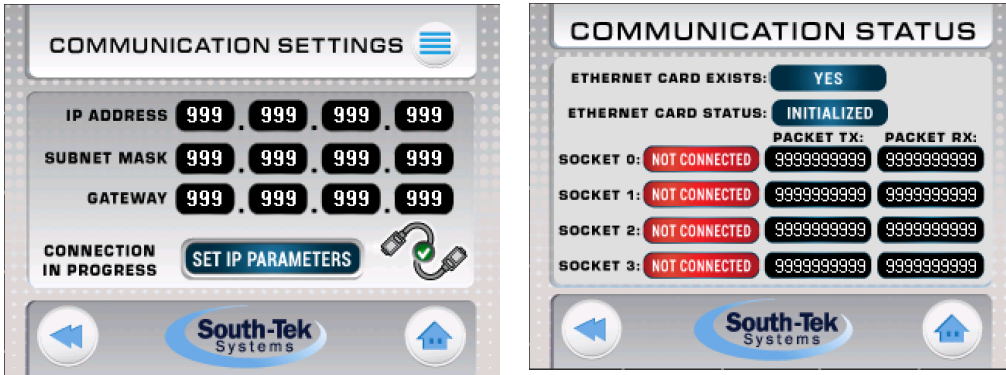 COMMUNICATION SETTINGS
IP ADDRESS 999 . 999 . 999 . 999
SUBNET MASK 999 . 999 . 999 . 999
GATEWAY 999 . 999 . 999 . 999
CONNECTION
IN PROGRESS
SET IP PARAMETERS
South-Tek
Systems
COMMUNICATION STATUS
ETHERNET CARD EXISTS: YES
ETHERNET CARD STATUS: INITIALIZED
PACKET TX: PACKET RX:
SOCKET 0: NOT CONNECTED 9999999999 9999999999
SOCKET 1: NOT CONNECTED 9999999999 9999999999
SOCKET 2: NOT CONNECTED 9999999999 9999999999
SOCKET 3: NOT CONNECTED 9999999999 9999999999
South-Tek
Systems